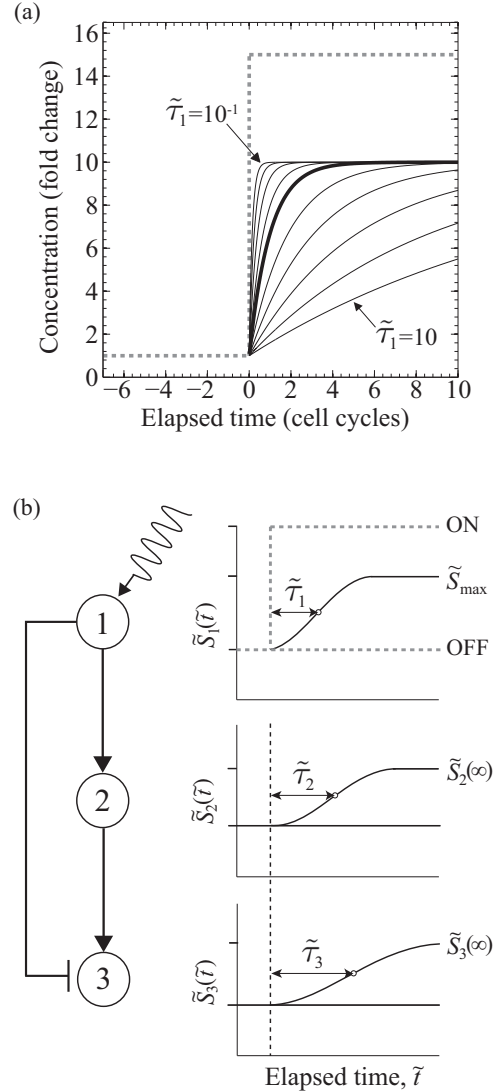 (a)
Concentration (fold change)
16
14
12
10
8
6
4
2
0
τ̃₁=10⁻¹
τ̃₁=10
−6 −4 −2 0 2 4 6 8 10
Elapsed time (cell cycles)
(b)
1
2
3
S̃₁(t̃)
τ̃₁
ON
S̃max
OFF
S̃₂(t̃)
τ̃₂
S̃₂(∞)
S̃₃(t̃)
τ̃₃
S̃₃(∞)
Elapsed time, t̃